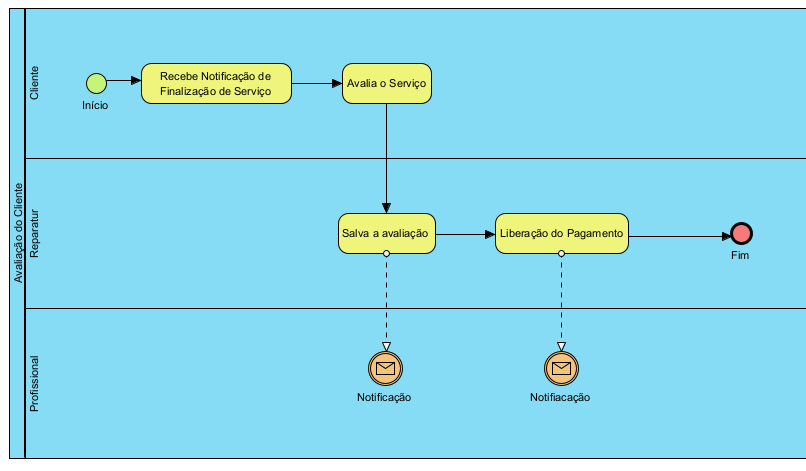 Avaliação do Cliente
Cliente
Início
Recebe Notificação de
Finalização de Serviço
Avalia o Serviço
Reparatur
Salva a avaliação
Liberação do Pagamento
Fim
Profissional
Notificação
Notifiacação